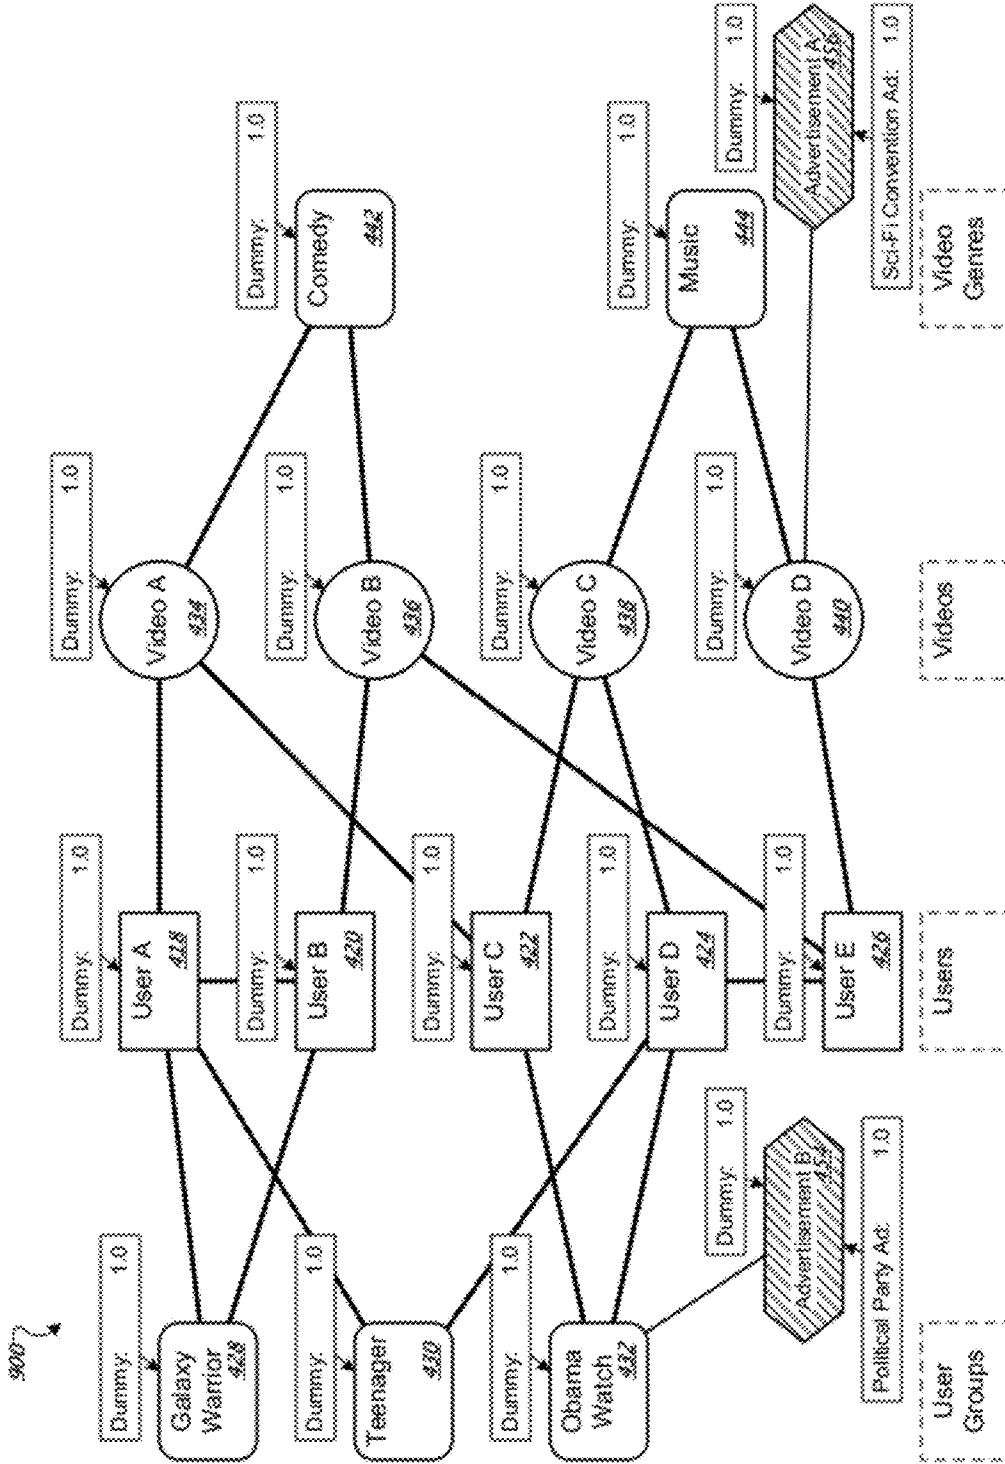 900
Dummy: 1.0
Galaxy
Warrior
428
Dummy: 1.0
Teenager
430
Dummy: 1.0
Obama
Watch
432
Dummy: 1.0
Advertisement B
454
Political Party Ad: 1.0
User
Groups
Dummy: 1.0
User A
418
Dummy: 1.0
User B
420
Dummy: 1.0
User C
422
Dummy: 1.0
User D
424
Dummy: 1.0
User E
426
Users
Dummy: 1.0
Video A
434
Dummy: 1.0
Video B
436
Dummy: 1.0
Video C
438
Dummy: 1.0
Video D
440
Videos
Dummy: 1.0
Comedy
442
Dummy: 1.0
Music
444
Dummy: 1.0
Advertisement A
456
Sci-Fi Convention Ad: 1.0
Video
Genres